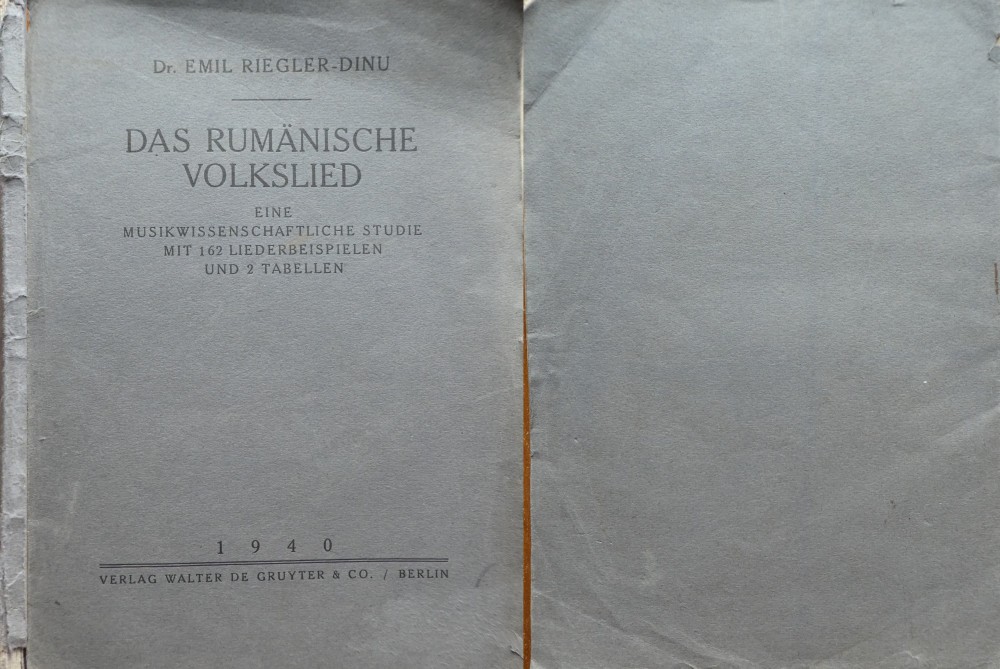 Dr. EMIL RIEGLER-DINU
DAS RUMÄNISCHE
VOLKSLIED
EINE
MUSIKWISSENSCHAFTLICHE STUDIE
MIT 162 LIEDERBEISPIELEN
UND 2 TABELLEN
1 9 4 0
VERLAG WALTER DE GRUYTER & CO. / BERLIN